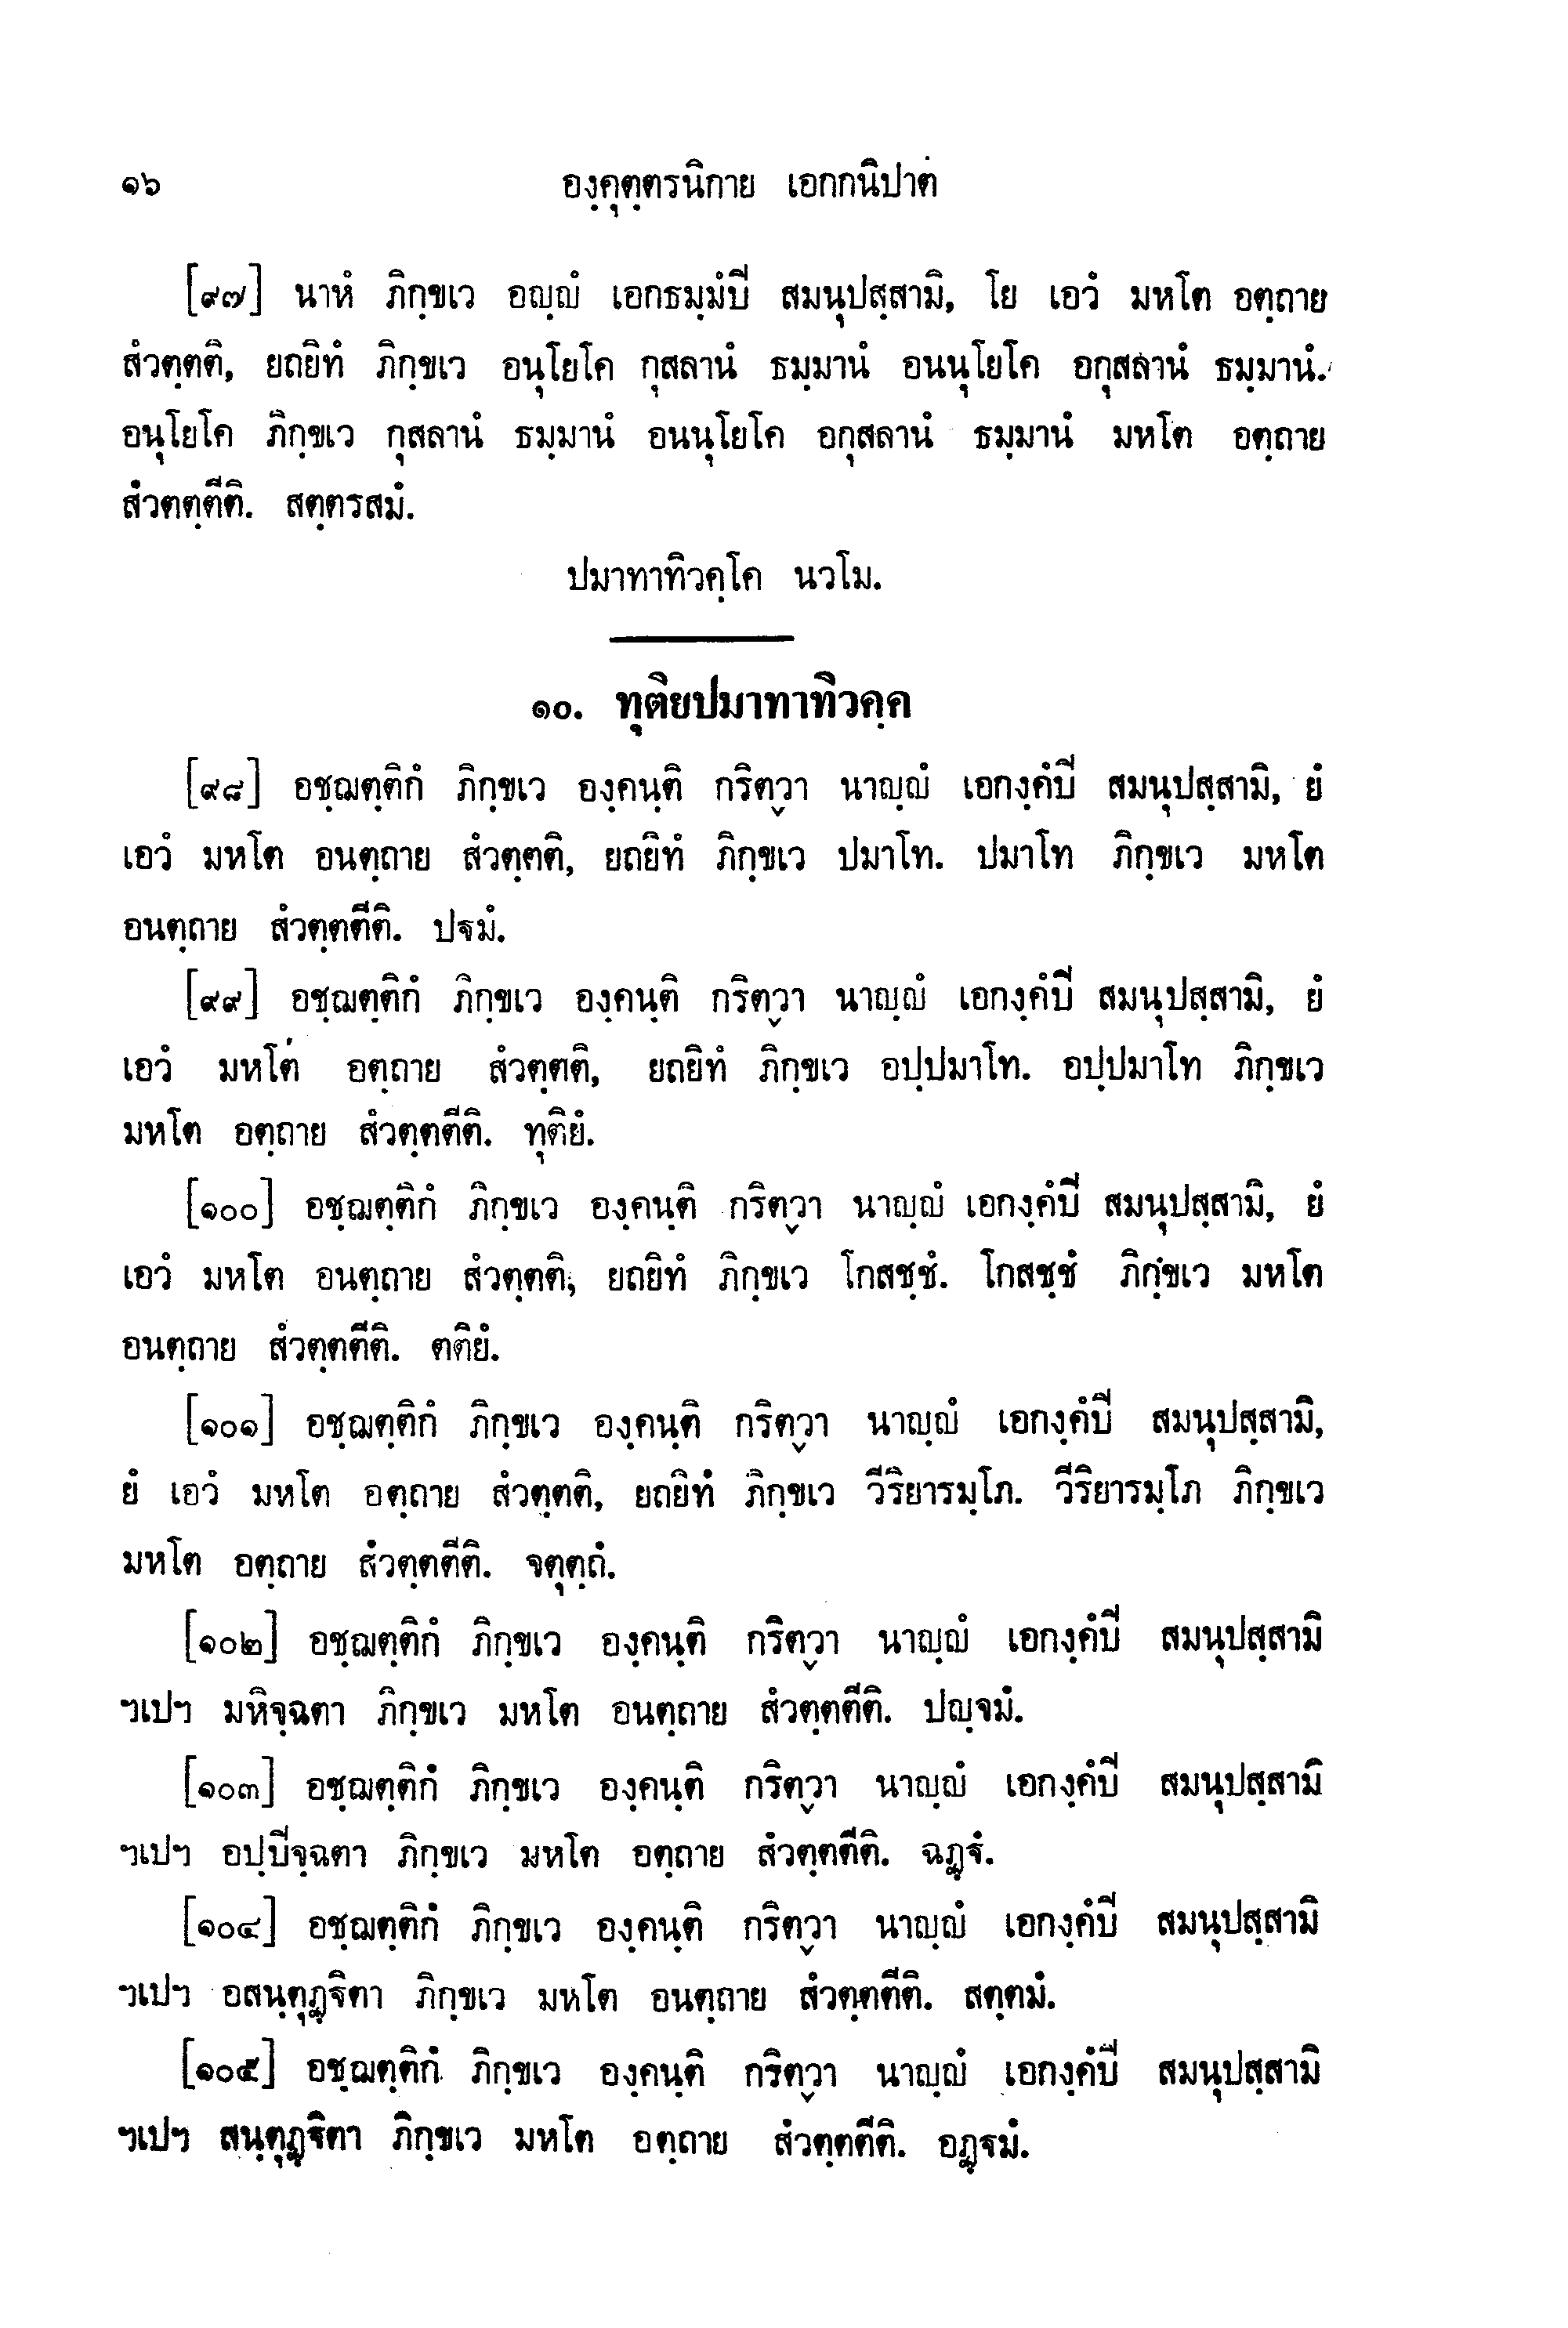 ๑๖ องฺคุตฺตรนิกาย เอกกนิปาต
[๙๗] นาหํ ภิกฺขเว อญฺญํ เอกธมฺมํปี สมนุปสฺสามิ, โย เอวํ มหโต อตฺถาย
สํวตฺตติ, ยถยิทํ ภิกฺขเว อนุโยโค กุสลานํ ธมฺมานํ อนนุโยโค อกุสลานํ ธมฺมานํ.
อนุโยโค ภิกฺขเว กุสลานํ ธมฺมานํ อนนุโยโค อกุสลานํ ธมฺมานํ มหโต อตฺถาย
สํวตตฺตีติ. สตฺตรสมํ.
ปมาทาทิวคฺโค นวโม.
๑๐. ทุติยปมาทาทิวคฺค
[๙๘] อชฺฌตฺติกํ ภิกฺขเว องฺคนฺติ กริตฺวา นาญฺญํ เอกงฺคํปี สมนุปสฺสามิ, ยํ
เอวํ มหโต อนตฺถาย สํวตฺตติ, ยถยิทํ ภิกฺขเว ปมาโท. ปมาโท ภิกฺขเว มหโต
อนตฺถาย สํวตฺตตีติ. ปฐมํ.
[๙๙] อชฺฌตฺติกํ ภิกฺขเว องฺคนฺติ กริตฺวา นาญฺญํ เอกงฺคํปี สมนุปสฺสามิ, ยํ
เอวํ มหโต อตฺถาย สํวตฺตติ, ยถยิทํ ภิกฺขเว อปฺปมาโท. อปฺปมาโท ภิกฺขเว
มหโต อตฺถาย สํวตฺตตีติ. ทุติยํ.
[๑๐๐] อชฺฌตฺติกํ ภิกฺขเว องฺคนฺติ กริตฺวา นาญฺญํ เอกงฺคํปี สมนุปสฺสามิ, ยํ
เอวํ มหโต อนตฺถาย สํวตฺตติ, ยถยิทํ ภิกฺขเว โกสชฺชํ. โกสชฺชํ ภิกฺขเว มหโต
อนตฺถาย สํวตฺตตีติ. ตติยํ.
[๑๐๑] อชฺฌตฺติกํ ภิกฺขเว องฺคนฺติ กริตฺวา นาญฺญํ เอกงฺคํปี สมนุปสฺสามิ,
ยํ เอวํ มหโต อตฺถาย สํวตฺตติ, ยถยิทํ ภิกฺขเว วีริยารมฺโภ. วีริยารมฺโภ ภิกฺขเว
มหโต อตฺถาย สํวตฺตตีติ. จตุตฺถํ.
[๑๐๒] อชฺฌตฺติกํ ภิกฺขเว องฺคนฺติ กริตฺวา นาญฺญํ เอกงฺคํปี สมนุปสฺสามิ
ฯเปฯ มหิจฺฉตา ภิกฺขเว มหโต อนตฺถาย สํวตฺตตีติ. ปญฺจมํ.
[๑๐๓] อชฺฌตฺติกํ ภิกฺขเว องฺคนฺติ กริตฺวา นาญฺญํ เอกงฺคํปี สมนุปสฺสามิ
ฯเปฯ อปฺปีจฺฉตา ภิกฺขเว มหโต อตฺถาย สํวตฺตตีติ. ฉฏฺฐํ.
[๑๐๔] อชฺฌตฺติกํ ภิกฺขเว องฺคนฺติ กริตฺวา นาญฺญํ เอกงฺคํปี สมนุปสฺสามิ
ฯเปฯ อสนฺตุฏฺฐิตา ภิกฺขเว มหโต อนตฺถาย สํวตฺตตีติ. สตฺตมํ.
[๑๐๕] อชฺฌตฺติกํ ภิกฺขเว องฺคนฺติ กริตฺวา นาญฺญํ เอกงฺคํปี สมนุปสฺสามิ
ฯเปฯ สนฺตุฏฺฐิตา ภิกฺขเว มหโต อตฺถาย สํวตฺตตีติ. อฏฺฐมํ.